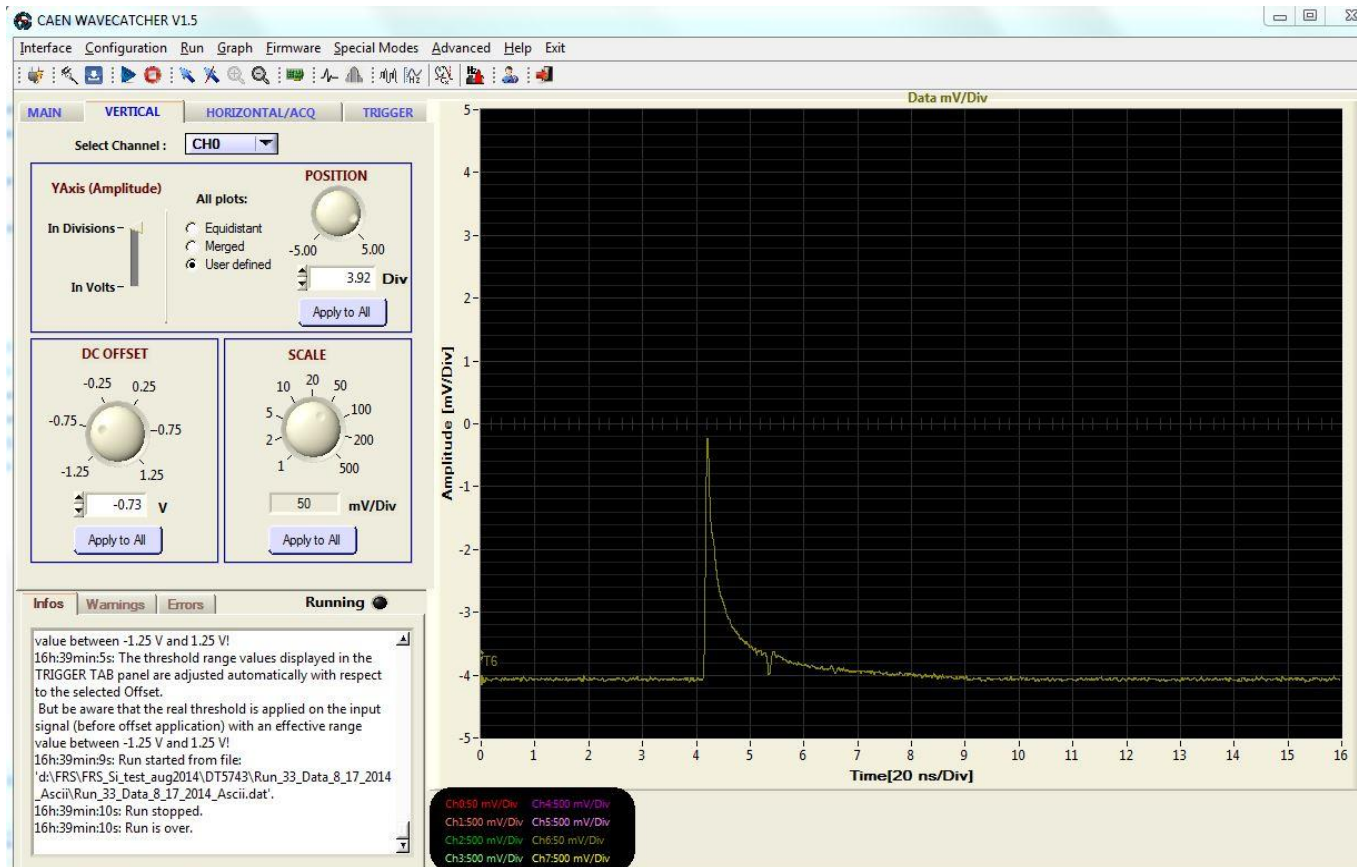 CAEN WAVECATCHER V1.5
Interface Configuration Run Graph Firmware Special Modes Advanced Help Exit
MAIN VERTICAL HORIZONTAL/ACQ TRIGGER
Select Channel : CH0
YAxis (Amplitude)
In Divisions
In Volts
All plots:
Equidistant
Merged
User defined
POSITION
-5.00 5.00
3.92 Div
Apply to All
DC OFFSET
-0.25 0.25
-0.75 -0.75
-1.25 1.25
-0.73 V
Apply to All
SCALE
10 20 50
5 100
2 200
1 500
50 mV/Div
Apply to All
Infos Warnings Errors Running
value between -1.25 V and 1.25 V!
16h:39min:5s: The threshold range values displayed in the
TRIGGER TAB panel are adjusted automatically with respect
to the selected Offset.
But be aware that the real threshold is applied on the input
signal (before offset application) with an effective range
value between -1.25 V and 1.25 V!
16h:39min:9s: Run started from file:
'd:\FRS\FRS_Si_test_aug2014\DT5743\Run_33_Data_8_17_2014
_Ascii\Run_33_Data_8_17_2014_Ascii.dat'.
16h:39min:10s: Run stopped.
16h:39min:10s: Run is over.
Data mV/Div
5
4
3
2
1
0
-1
-2
-3
-4
-5
Amplitude [mV/Div]
T6
0 1 2 3 4 5 6 7 8 9 10 11 12 13 14 15 16
Time[20 ns/Div]
Ch0:50 mV/Div Ch4:500 mV/Div
Ch1:500 mV/Div Ch5:500 mV/Div
Ch2:500 mV/Div Ch6:50 mV/Div
Ch3:500 mV/Div Ch7:500 mV/Div